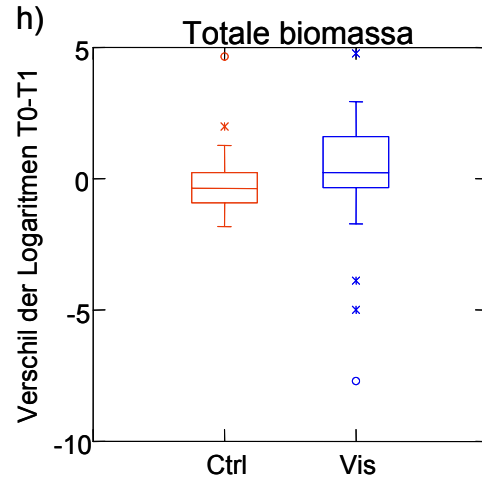 h)
Totale biomassa
Verschil der Logaritmen T0-T1
5
0
-5
-10
Ctrl
Vis